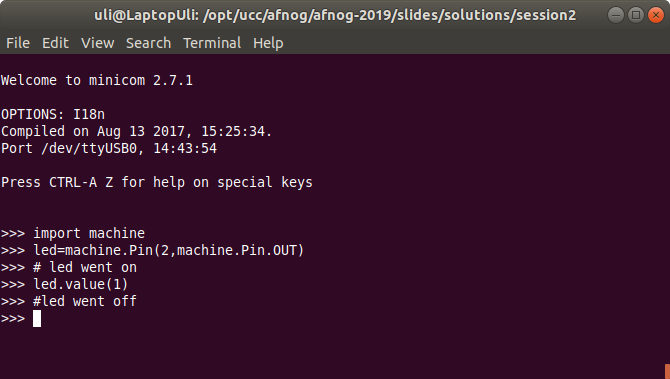 uli@LaptopUli: /opt/ucc/afnog/afnog-2019/slides/solutions/session2
File Edit View Search Terminal Help
Welcome to minicom 2.7.1
OPTIONS: I18n
Compiled on Aug 13 2017, 15:25:34.
Port /dev/ttyUSB0, 14:43:54
Press CTRL-A Z for help on special keys
>>> import machine
>>> led=machine.Pin(2,machine.Pin.OUT)
>>> # led went on
>>> led.value(1)
>>> #led went off
>>>